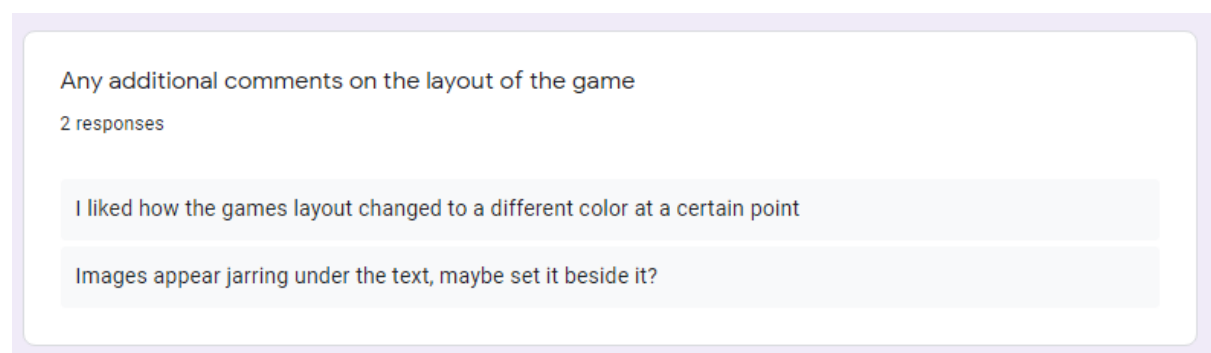 Any additional comments on the layout of the game
2 responses
I liked how the games layout changed to a different color at a certain point
Images appear jarring under the text, maybe set it beside it?